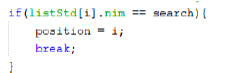 if(listStd[i].nim == search){
position = i;
break;
}